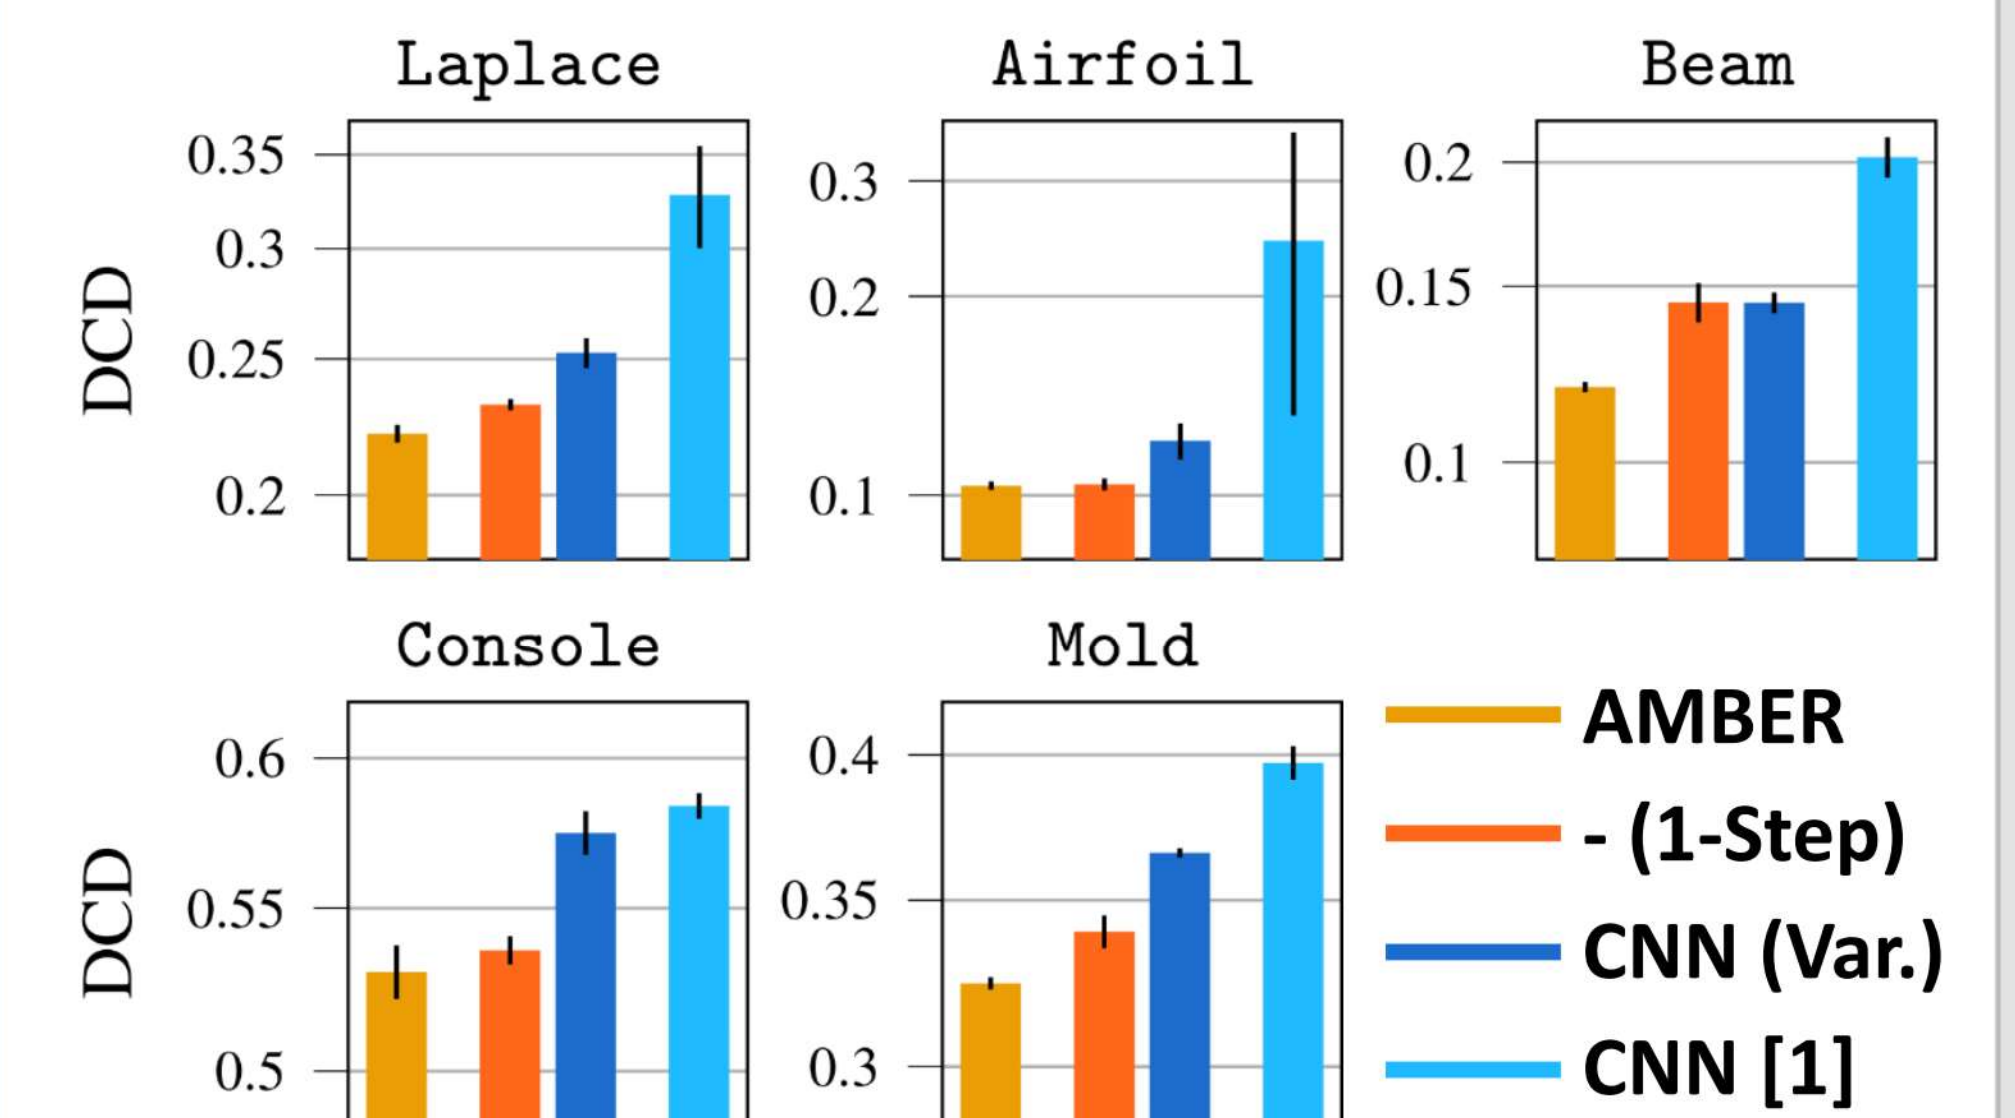 Laplace
0.35
0.3
0.25
0.2
DCD
Airfoil
0.3
0.2
0.1
Beam
0.2
0.15
0.1
Console
0.6
0.55
0.5
DCD
Mold
0.4
0.35
0.3
AMBER
- (1-Step)
CNN (Var.)
CNN [1]